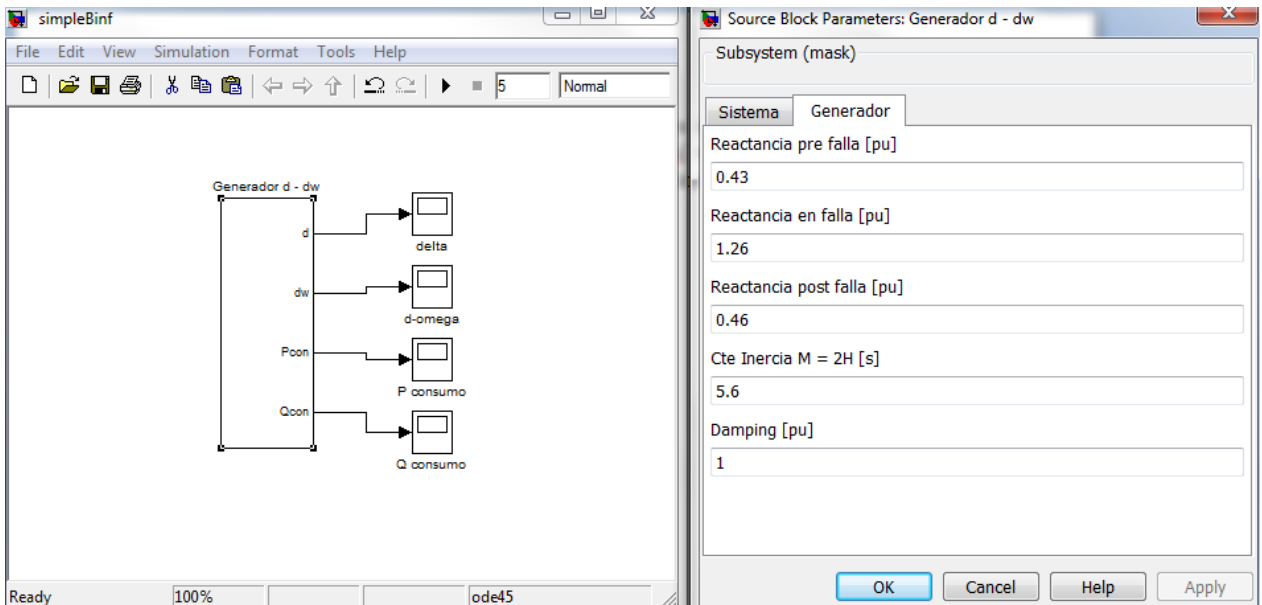 simpleBinf
File Edit View Simulation Format Tools Help
5 Normal
Generador d - dw
d
delta
dw
d-omega
Pcon
P consumo
Qcon
Q consumo
Ready 100% ode45
Source Block Parameters: Generador d - dw
Subsystem (mask)
Sistema Generador
Reactancia pre falla [pu]
0.43
Reactancia en falla [pu]
1.26
Reactancia post falla [pu]
0.46
Cte Inercia M = 2H [s]
5.6
Damping [pu]
1
OK Cancel Help Apply